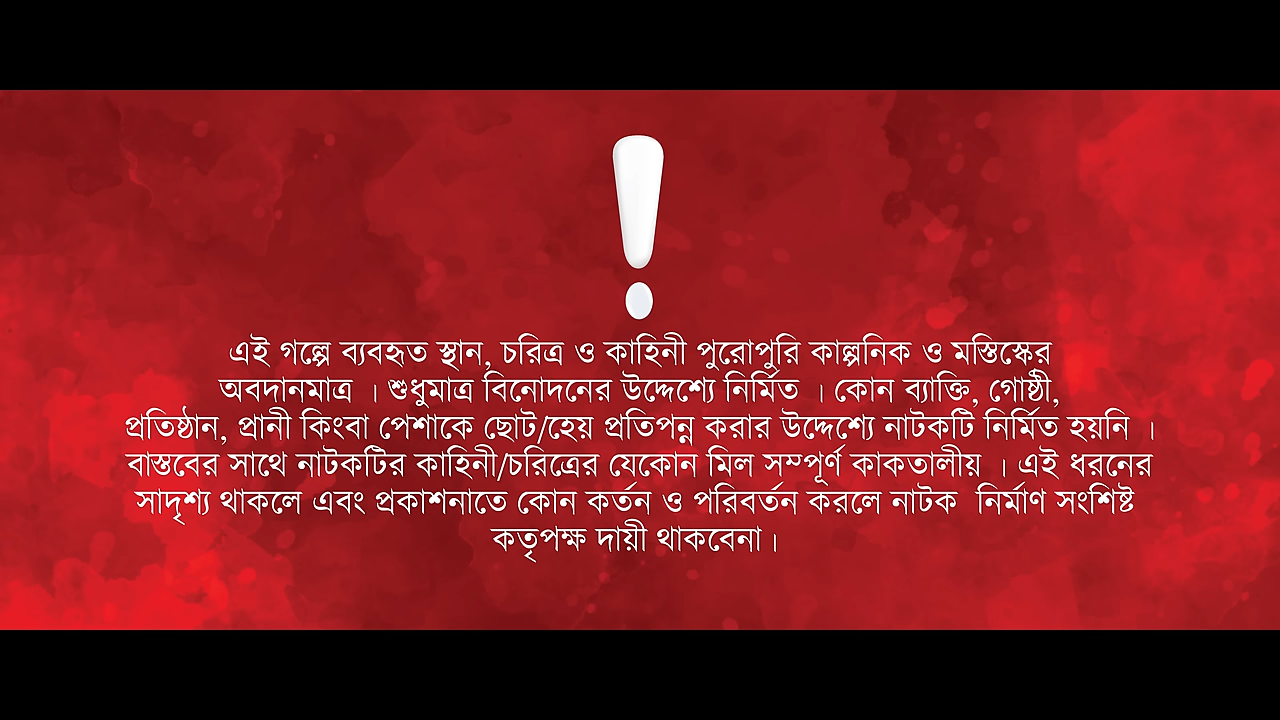 !
এই গল্পে ব্যবহৃত স্থান, চরিত্র ও কাহিনী পুরোপুরি কাল্পনিক ও মস্তিস্কের
অবদানমাত্র । শুধুমাত্র বিনোদনের উদ্দেশ্যে নির্মিত । কোন ব্যাক্তি, গোষ্ঠী,
প্রতিষ্ঠান, প্রানী কিংবা পেশাকে ছোট/হেয় প্রতিপন্ন করার উদ্দেশ্যে নাটকটি নির্মিত হয়নি ।
বাস্তবের সাথে নাটকটির কাহিনী/চরিত্রের যেকোন মিল সম্পূর্ণ কাকতালীয় । এই ধরনের
সাদৃশ্য থাকলে এবং প্রকাশনাতে কোন কর্তন ও পরিবর্তন করলে নাটক নির্মাণ সংশিষ্ট
কতৃপক্ষ দায়ী থাকবেনা।